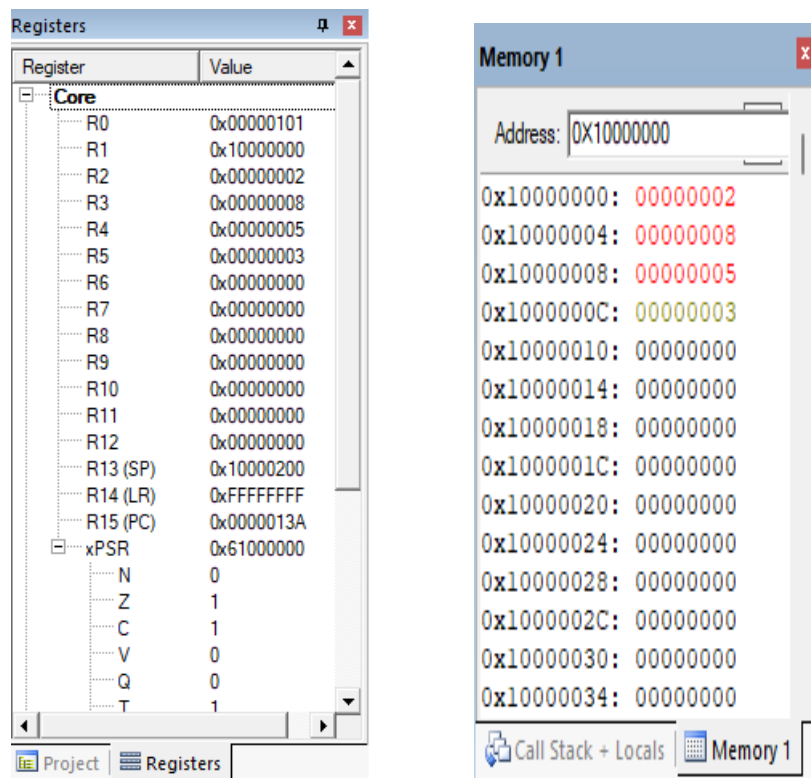 Registers
Register Value
Core
R0 0x00000101
R1 0x10000000
R2 0x00000002
R3 0x00000008
R4 0x00000005
R5 0x00000003
R6 0x00000000
R7 0x00000000
R8 0x00000000
R9 0x00000000
R10 0x00000000
R11 0x00000000
R12 0x00000000
R13 (SP) 0x10000200
R14 (LR) 0xFFFFFFFF
R15 (PC) 0x0000013A
xPSR 0x61000000
N 0
Z 1
C 1
V 0
Q 0
T 1
Project Registers
Memory 1
Address: 0X10000000
0x10000000: 00000002
0x10000004: 00000008
0x10000008: 00000005
0x1000000C: 00000003
0x10000010: 00000000
0x10000014: 00000000
0x10000018: 00000000
0x1000001C: 00000000
0x10000020: 00000000
0x10000024: 00000000
0x10000028: 00000000
0x1000002C: 00000000
0x10000030: 00000000
0x10000034: 00000000
Call Stack + Locals Memory 1